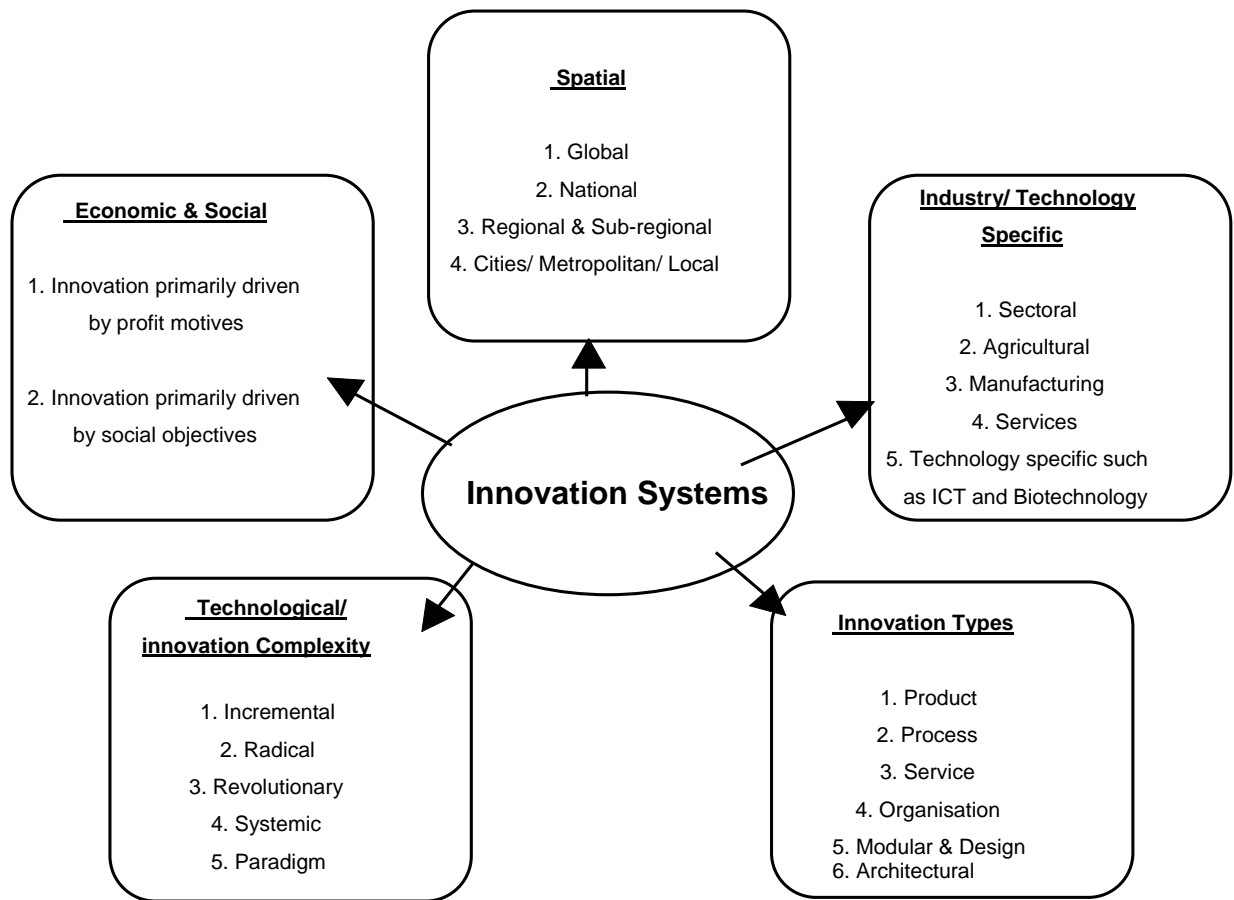 Spatial
1. Global
2. National
3. Regional & Sub-regional
4. Cities/ Metropolitan/ Local
Economic & Social
1. Innovation primarily driven
by profit motives
2. Innovation primarily driven
by social objectives
Industry/ Technology
Specific
1. Sectoral
2. Agricultural
3. Manufacturing
4. Services
5. Technology specific such
as ICT and Biotechnology
Innovation Systems
Technological/
innovation Complexity
1. Incremental
2. Radical
3. Revolutionary
4. Systemic
5. Paradigm
Innovation Types
1. Product
2. Process
3. Service
4. Organisation
5. Modular & Design
6. Architectural